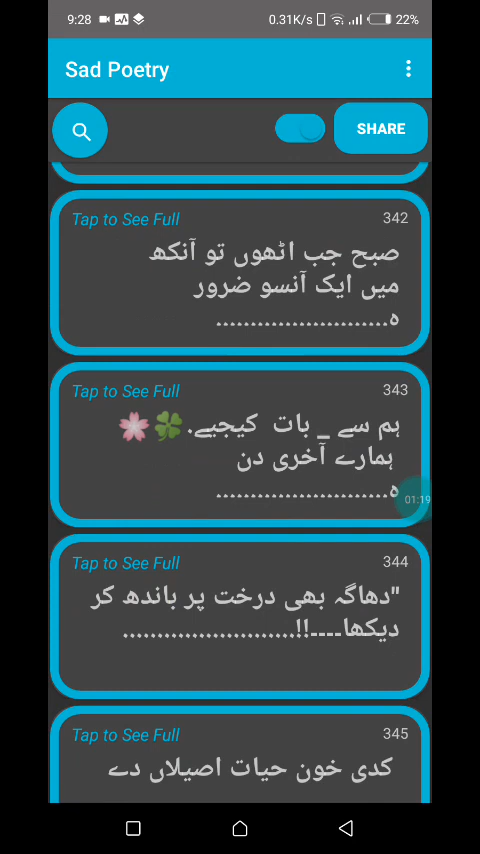 9:28 0.31K/s 22%
Sad Poetry
SHARE
Tap to See Full 342
صبح جب اٹھوں تو آنکھ
میں ایک آنسو ضرور
ہ.........................
Tap to See Full 343
ہم سے _ بات کیجیے.🍀🌸
ہمارے آخری دن
ہ.........................
01:19
Tap to See Full 344
"دھاگہ بھی درخت پر باندھ کر
دیکھا----!!.........................
Tap to See Full 345
کدی خون حیات اصیلاں دے